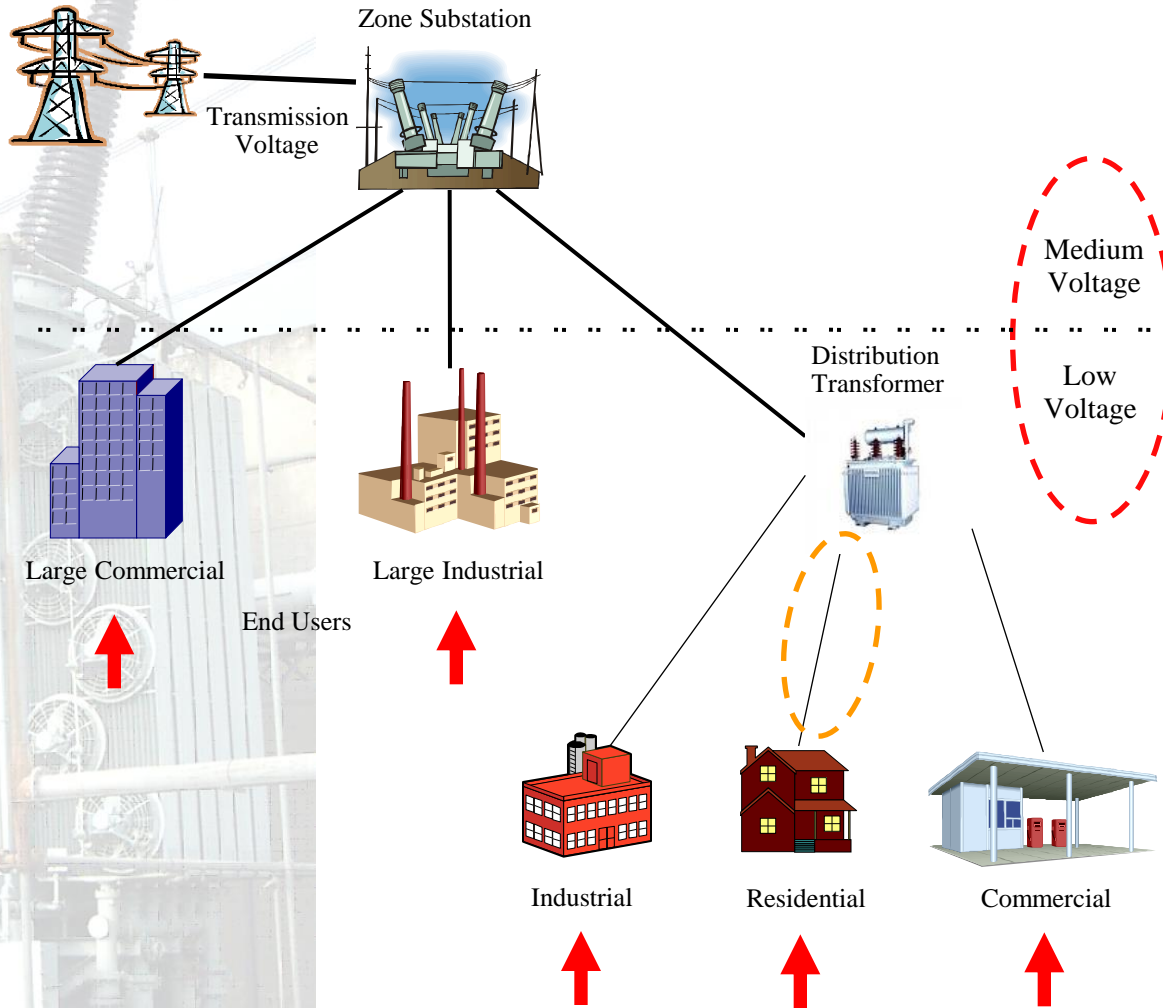 Zone Substation
Transmission
Voltage
Medium
Voltage
Distribution
Transformer
Low
Voltage
Large Commercial
Large Industrial
End Users
Industrial
Residential
Commercial